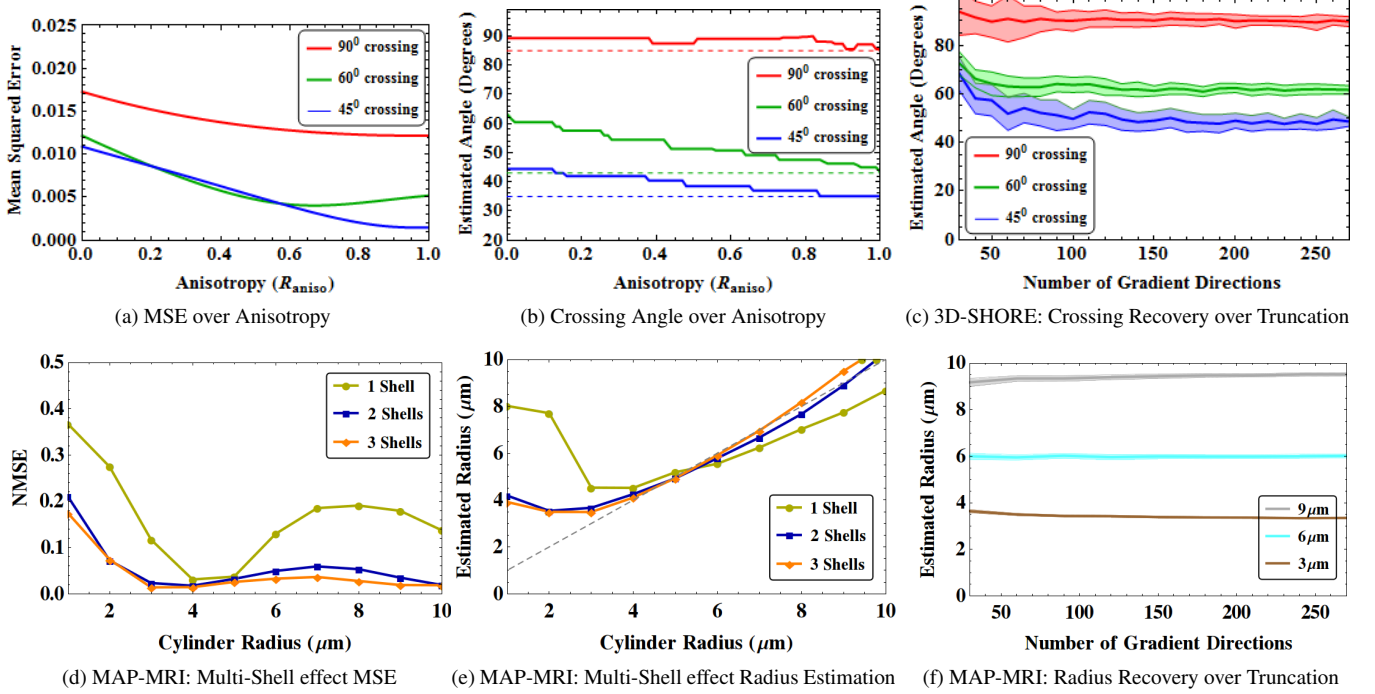 0.025
0.020
0.015
0.010
0.005
0.000
Mean Squared Error
90⁰ crossing
60⁰ crossing
45⁰ crossing
0.0 0.2 0.4 0.6 0.8 1.0
Anisotropy (R_aniso)
(a) MSE over Anisotropy
90
80
70
60
50
40
30
20
Estimated Angle (Degrees)
90⁰ crossing
60⁰ crossing
45⁰ crossing
0.0 0.2 0.4 0.6 0.8 1.0
Anisotropy (R_aniso)
(b) Crossing Angle over Anisotropy
80
60
40
20
0
Estimated Angle (Degrees)
90⁰ crossing
60⁰ crossing
45⁰ crossing
50 100 150 200 250
Number of Gradient Directions
(c) 3D-SHORE: Crossing Recovery over Truncation
0.5
0.4
0.3
0.2
0.1
0.0
NMSE
1 Shell
2 Shells
3 Shells
2 4 6 8 10
Cylinder Radius (μm)
(d) MAP-MRI: Multi-Shell effect MSE
10
8
6
4
2
0
Estimated Radius (μm)
1 Shell
2 Shells
3 Shells
2 4 6 8 10
Cylinder Radius (μm)
(e) MAP-MRI: Multi-Shell effect Radius Estimation
10
8
6
4
2
0
Estimated Radius (μm)
9μm
6μm
3μm
50 100 150 200 250
Number of Gradient Directions
(f) MAP-MRI: Radius Recovery over Truncation